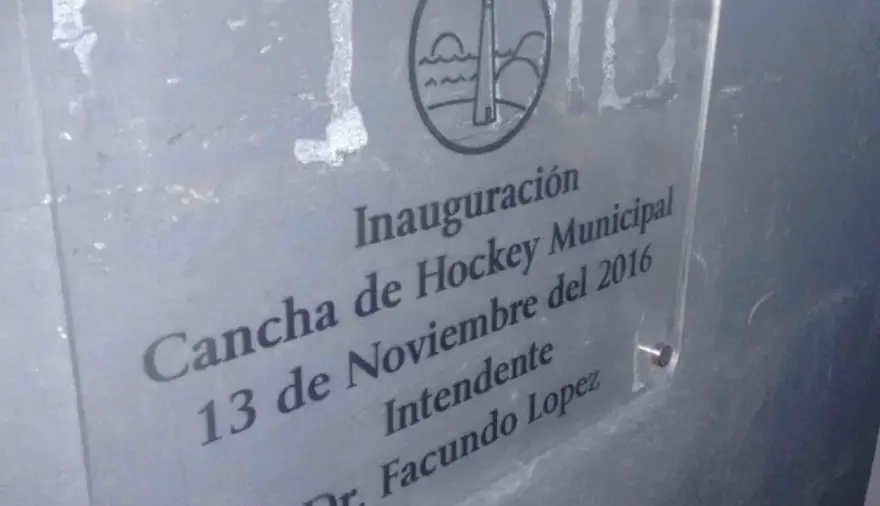 Inauguración
Cancha de Hockey Municipal
13 de Noviembre del 2016
Intendente
Dr. Facundo Lopez